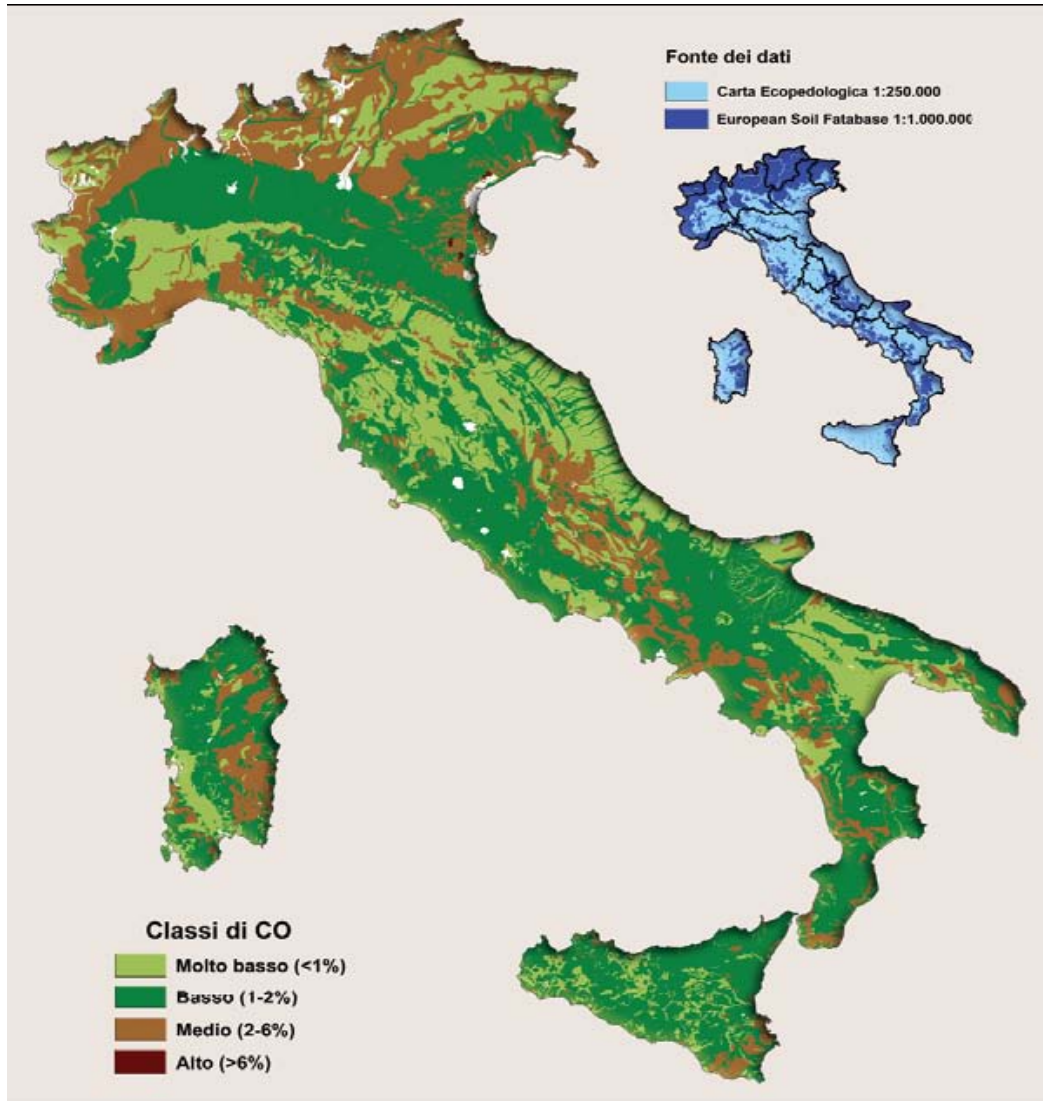 Fonte dei dati
Carta Ecopedologica 1:250.000
European Soil Fatabase 1:1.000.000
Classi di CO
Molto basso (<1%)
Basso (1-2%)
Medio (2-6%)
Alto (>6%)